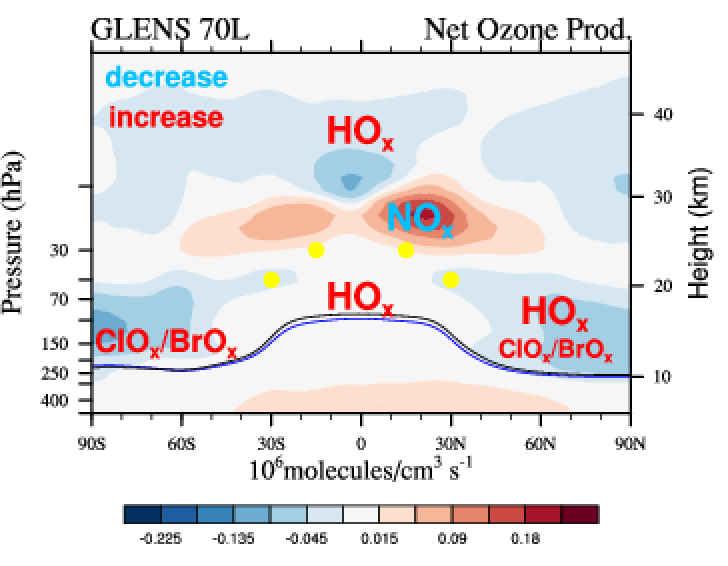 GLENS 70L Net Ozone Prod.
decrease
increase
HOₓ
NOₓ
HOₓ
HOₓ
ClOₓ/BrOₓ
ClOₓ/BrOₓ
Pressure (hPa)
30
70
150
250
400
Height (km)
40
30
20
10
90S 60S 30S 0 30N 60N 90N
10⁶molecules/cm³ s⁻¹
-0.225 -0.135 -0.045 0.015 0.09 0.18